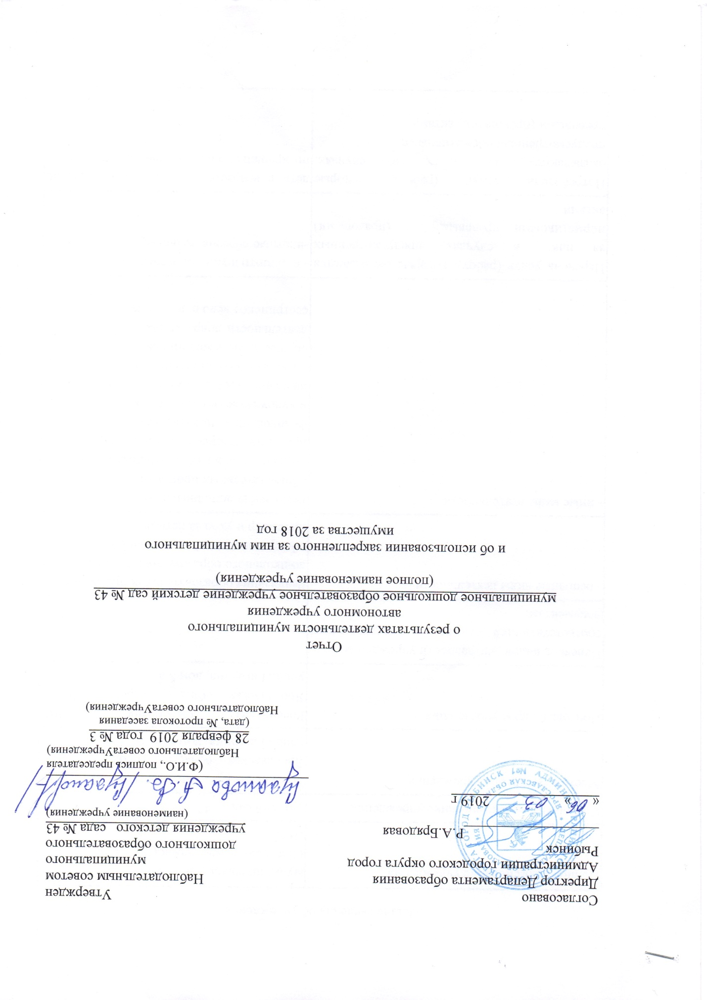 Согласовано
Директор Департамента образования
Администрации городского округа город
Рыбинск
Р.А.Брядовая
« 06 » 03 2019 г
Утвержден
Наблюдательным советом
муниципального
дошкольного образовательного
учреждения детского сада № 43
(наименование учреждения)
(Ф.И.О., подпись председателя
Наблюдательного советаУчреждения)
28 февраля 2019 года № 3
(дата, № протокола заседания
Наблюдательного советаУчреждения)
Отчет
о результатах деятельности муниципального
автономного учреждения
муниципальное дошкольное образовательное учреждение детский сад № 43
(полное наименование учреждения)
и об использовании закрепленного за ним муниципального
имущества за 2018 год